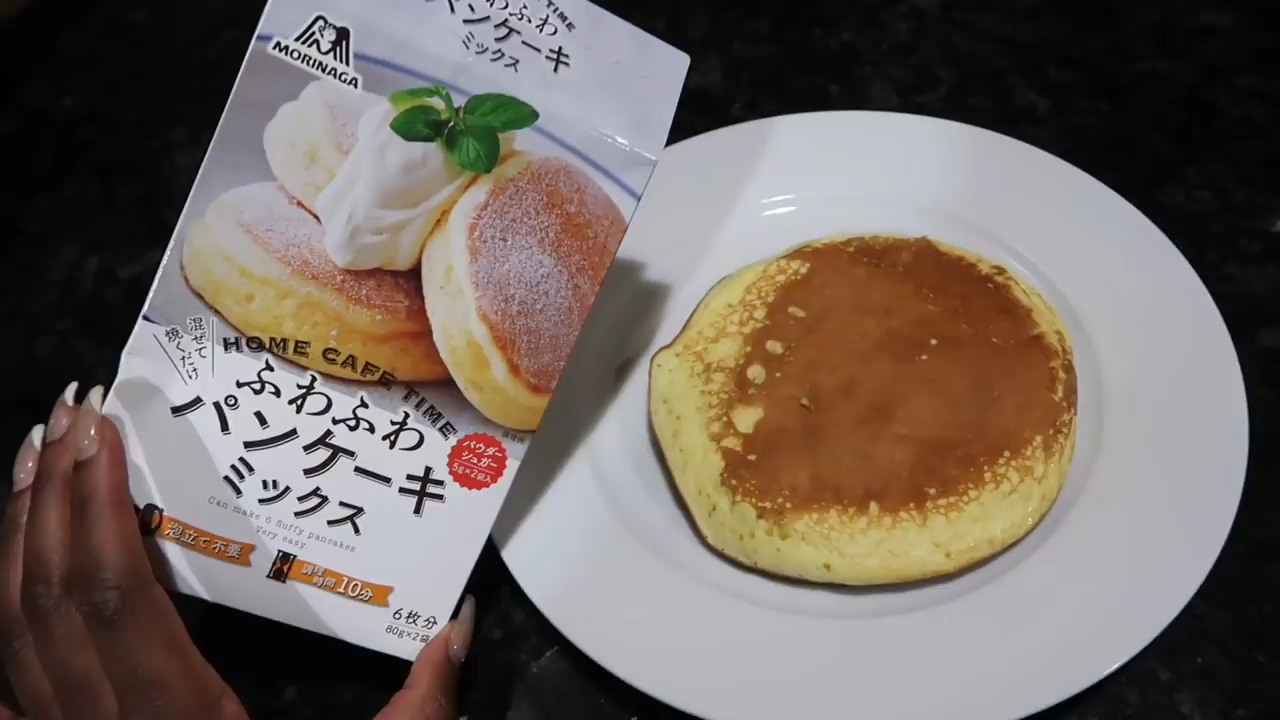 TIME
ふわふわ
パンケーキ
ミックス
MORINAGA
混ぜて
焼くだけ
HOME CAFE TIME
ふわふわ
パンケーキ
ミックス
パウダー
シュガー
5g×2袋入
Can make 6 fluffy pancakes
Very easy.
泡立て不要
調理
時間10分
6枚分
80g×2袋